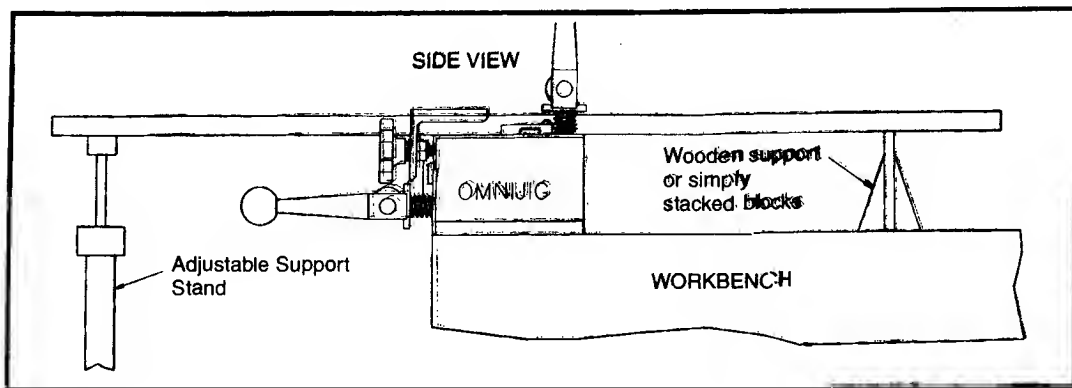 SIDE VIEW
Wooden support
or simply
stacked blocks
OMNIJIG
Adjustable Support
Stand
WORKBENCH